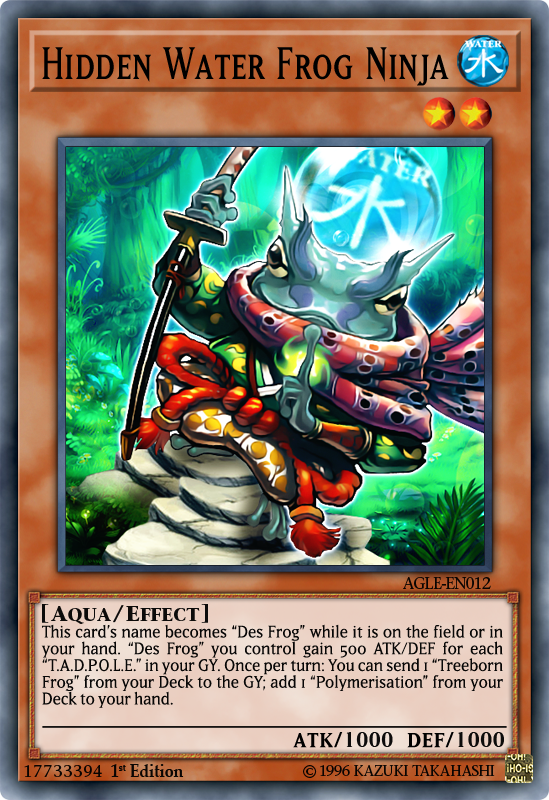 HIDDEN WATER FROG NINJA
WATER
水
WATER
水
AGLE-EN012
[AQUA/EFFECT]
This card's name becomes “Des Frog” while it is on the field or in
your hand. “Des Frog” you control gain 500 ATK/DEF for each
“T.A.D.P.O.L.E.” in your GY. Once per turn: You can send 1 “Treeborn
Frog” from your Deck to the GY; add 1 “Polymerisation” from your
Deck to your hand.
ATK/1000 DEF/1000
17733394 1st Edition
© 1996 KAZUKI TAKAHASHI